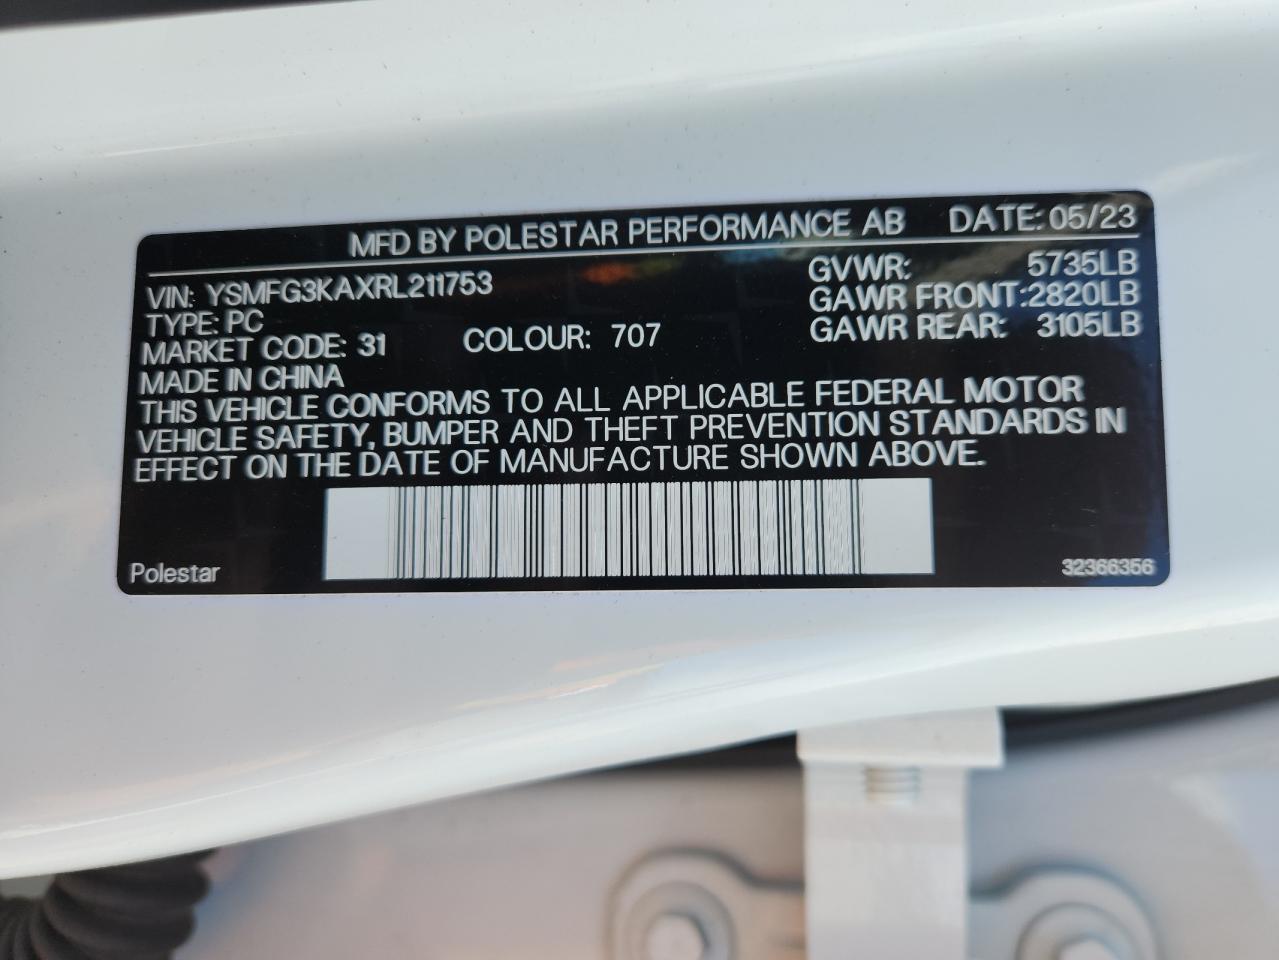 MFD BY POLESTAR PERFORMANCE AB DATE: 05/23
VIN: YSMFG3KAXRL211753 GVWR: 5735LB
TYPE: PC GAWR FRONT:2820LB
MARKET CODE: 31 COLOUR: 707 GAWR REAR: 3105LB
MADE IN CHINA
THIS VEHICLE CONFORMS TO ALL APPLICABLE FEDERAL MOTOR
VEHICLE SAFETY, BUMPER AND THEFT PREVENTION STANDARDS IN
EFFECT ON THE DATE OF MANUFACTURE SHOWN ABOVE.
Polestar 32366356